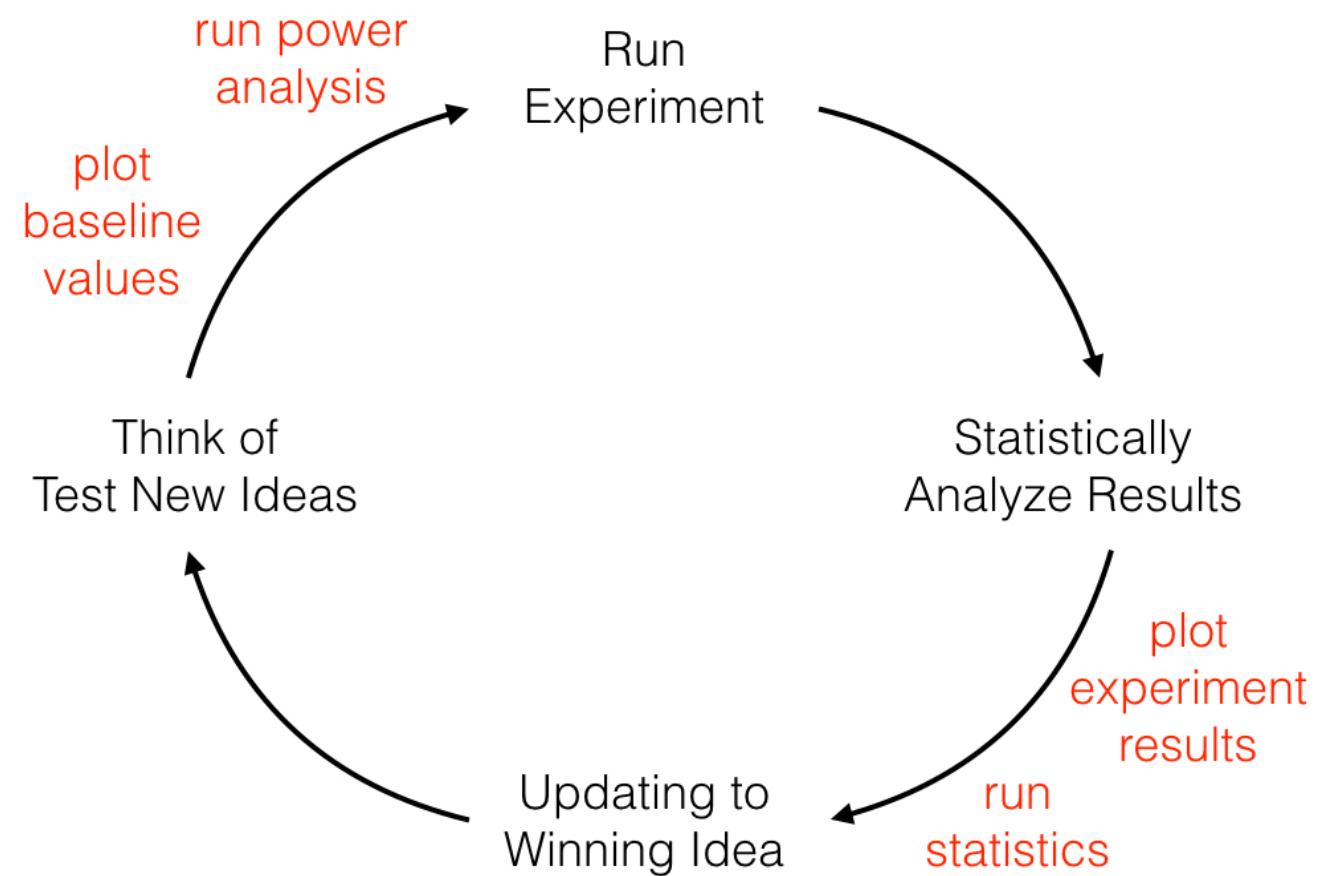 run power
analysis
Run
Experiment
plot
baseline
values
Think of
Test New Ideas
Statistically
Analyze Results
plot
experiment
results
run
statistics
Updating to
Winning Idea